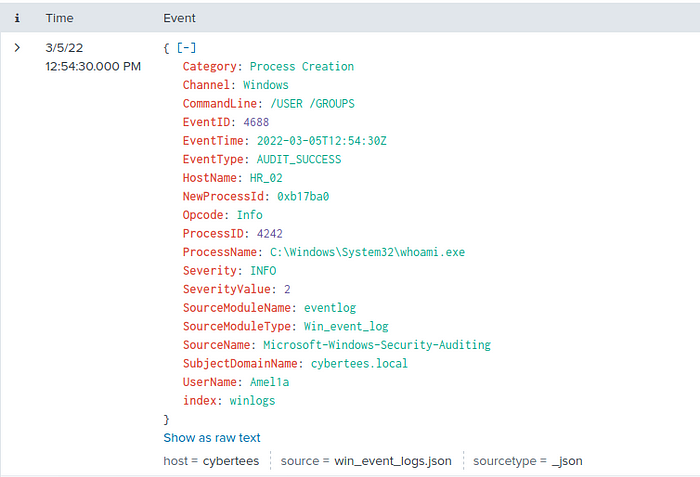 i Time Event
> 3/5/22 { [-]
12:54:30.000 PM Category: Process Creation
Channel: Windows
CommandLine: /USER /GROUPS
EventID: 4688
EventTime: 2022-03-05T12:54:30Z
EventType: AUDIT_SUCCESS
HostName: HR_02
NewProcessId: 0xb17ba0
Opcode: Info
ProcessID: 4242
ProcessName: C:\Windows\System32\whoami.exe
Severity: INFO
SeverityValue: 2
SourceModuleName: eventlog
SourceModuleType: Win_event_log
SourceName: Microsoft-Windows-Security-Auditing
SubjectDomainName: cybertees.local
UserName: Amel1a
index: winlogs
}
Show as raw text
host = cybertees source = win_event_logs.json sourcetype = _json